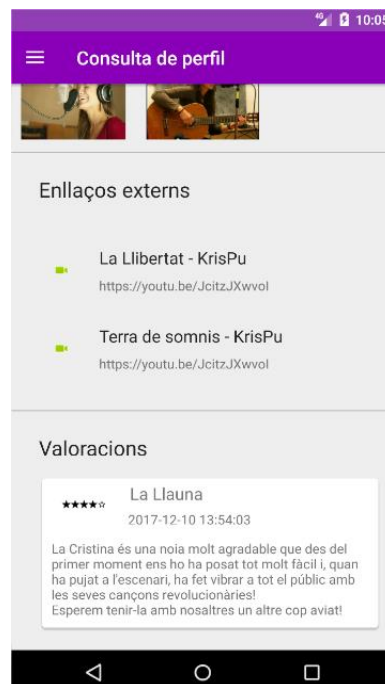 4G 10:05
Consulta de perfil
Enllaços externs
La Llibertat - KrisPu
https://youtu.be/JcitzJXwvoI
Terra de somnis - KrisPu
https://youtu.be/JcitzJXwvoI
Valoracions
★★★★☆ La Llauna
2017-12-10 13:54:03
La Cristina és una noia molt agradable que des del
primer moment ens ho ha posat tot molt fàcil i, quan
ha pujat a l'escenari, ha fet vibrar a tot el públic amb
les seves cançons revolucionàries!
Esperem tenir-la amb nosaltres un altre cop aviat!